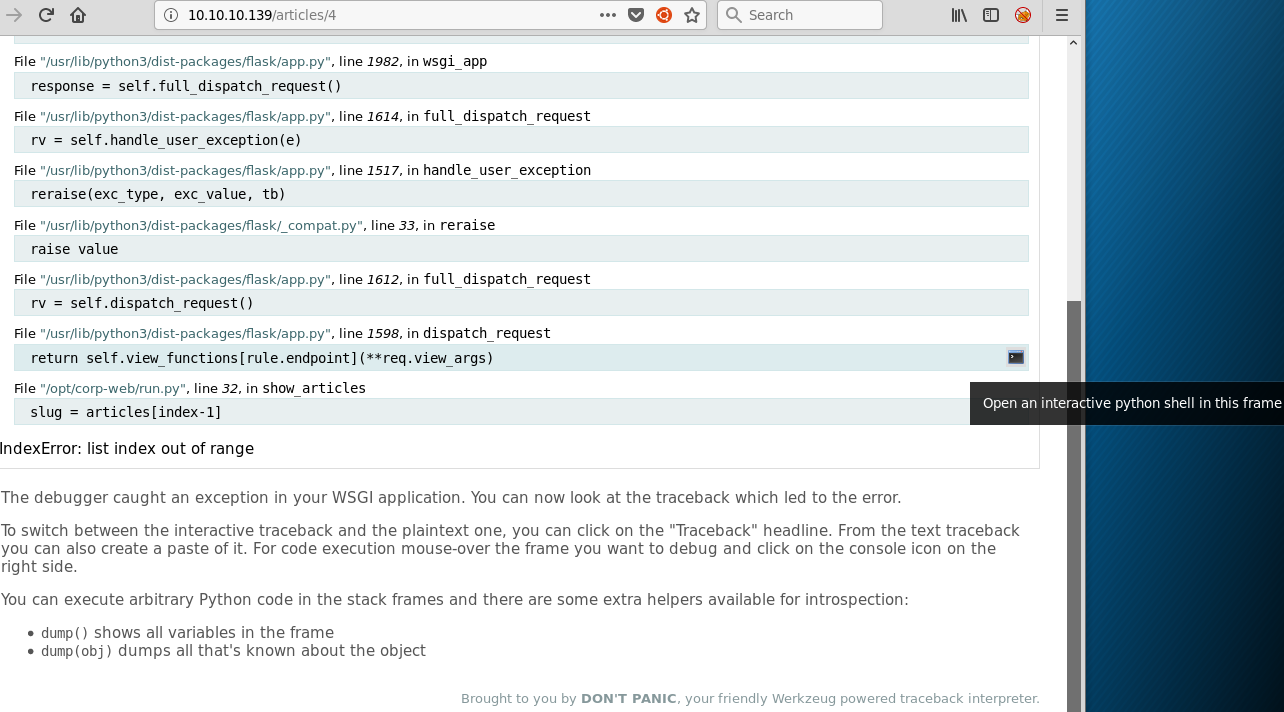 10.10.10.139/articles/4
Search
File "/usr/lib/python3/dist-packages/flask/app.py", line 1982, in wsgi_app
response = self.full_dispatch_request()
File "/usr/lib/python3/dist-packages/flask/app.py", line 1614, in full_dispatch_request
rv = self.handle_user_exception(e)
File "/usr/lib/python3/dist-packages/flask/app.py", line 1517, in handle_user_exception
reraise(exc_type, exc_value, tb)
File "/usr/lib/python3/dist-packages/flask/_compat.py", line 33, in reraise
raise value
File "/usr/lib/python3/dist-packages/flask/app.py", line 1612, in full_dispatch_request
rv = self.dispatch_request()
File "/usr/lib/python3/dist-packages/flask/app.py", line 1598, in dispatch_request
return self.view_functions[rule.endpoint](**req.view_args)
File "/opt/corp-web/run.py", line 32, in show_articles
Open an interactive python shell in this frame
slug = articles[index-1]
IndexError: list index out of range
The debugger caught an exception in your WSGI application. You can now look at the traceback which led to the error.
To switch between the interactive traceback and the plaintext one, you can click on the "Traceback" headline. From the text traceback
you can also create a paste of it. For code execution mouse-over the frame you want to debug and click on the console icon on the
right side.
You can execute arbitrary Python code in the stack frames and there are some extra helpers available for introspection:
• dump() shows all variables in the frame
• dump(obj) dumps all that's known about the object
Brought to you by DON'T PANIC, your friendly Werkzeug powered traceback interpreter.